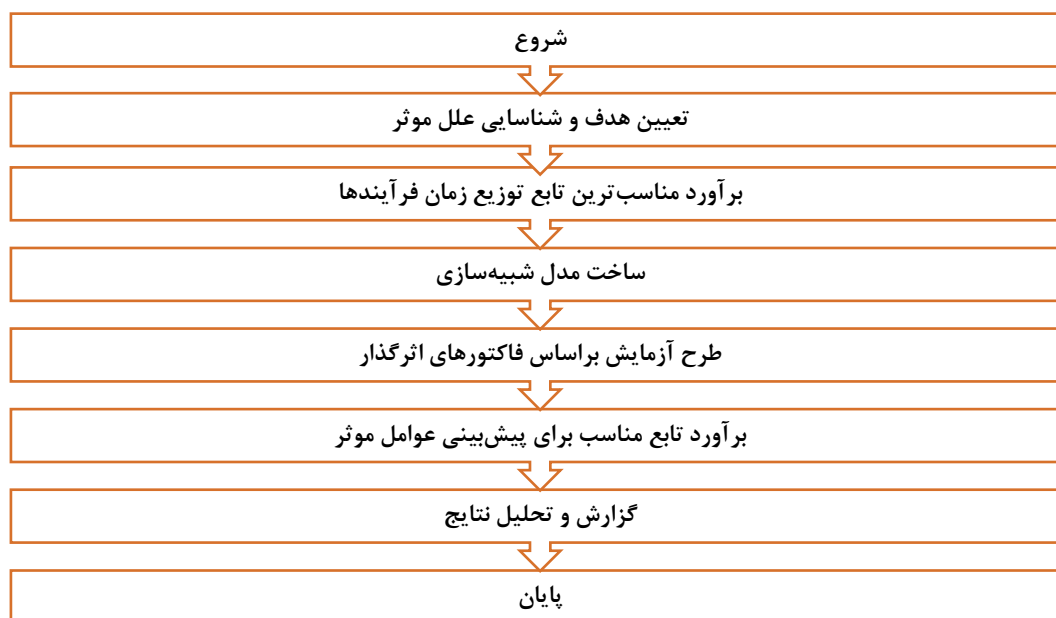 شروع
تعیین هدف و شناسایی علل موثر
برآورد مناسب‌ترین تابع توزیع زمان فرآیندها
ساخت مدل شبیه‌سازی
طرح آزمایش براساس فاکتورهای اثرگذار
برآورد تابع مناسب برای پیش‌بینی عوامل موثر
گزارش و تحلیل نتایج
پایان